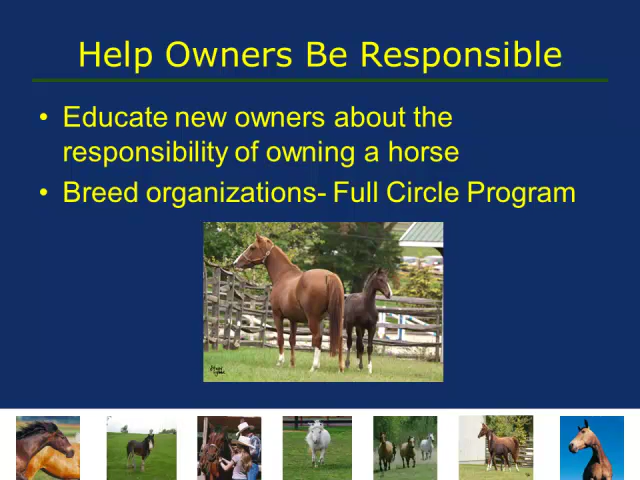 Help Owners Be Responsible
• Educate new owners about the
responsibility of owning a horse
• Breed organizations- Full Circle Program